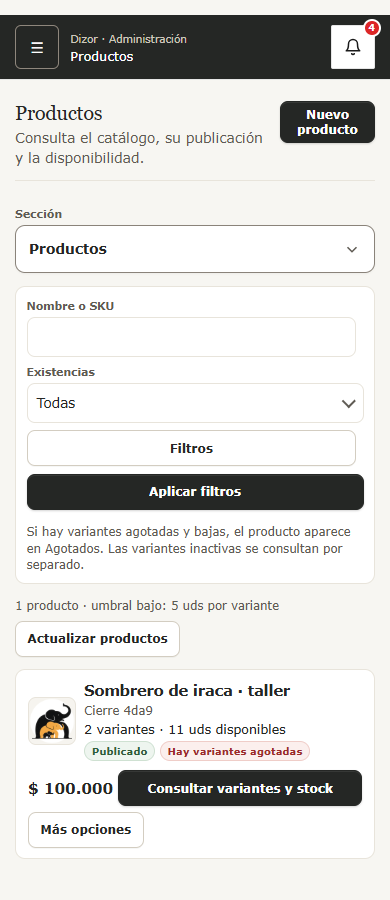 Dizor · Administración
Productos
4
Productos
Consulta el catálogo, su publicación
y la disponibilidad.
Nuevo
producto
Sección
Productos
Nombre o SKU
Existencias
Todas
Filtros
Aplicar filtros
Si hay variantes agotadas y bajas, el producto aparece
en Agotados. Las variantes inactivas se consultan por
separado.
1 producto · umbral bajo: 5 uds por variante
Actualizar productos
Sombrero de iraca · taller
Cierre 4da9
2 variantes · 11 uds disponibles
Publicado Hay variantes agotadas
$ 100.000 Consultar variantes y stock
Más opciones